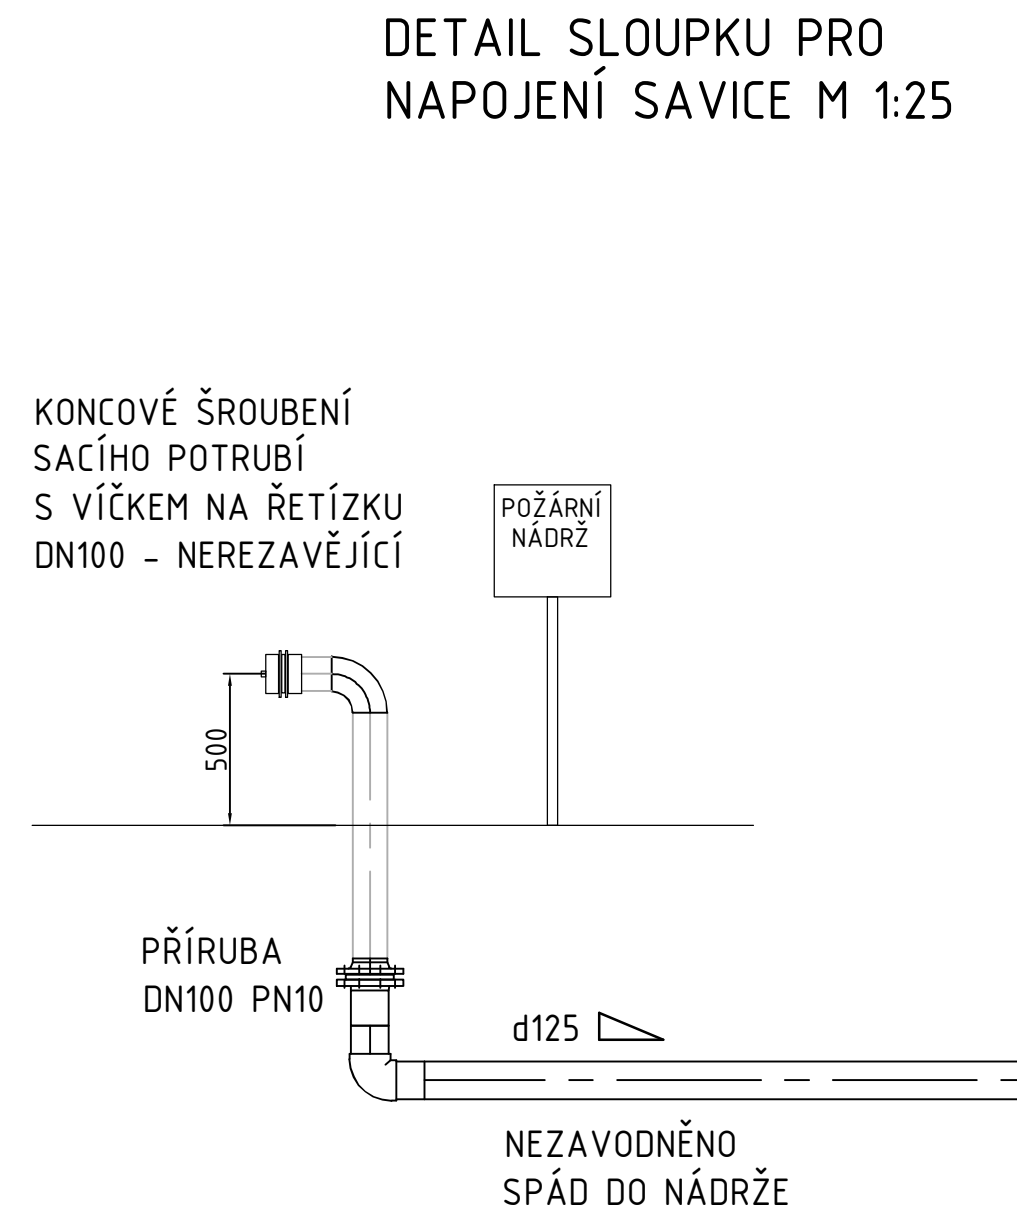 DETAIL SLOUPKU PRO
NAPOJENÍ SAVICE M 1:25
KONCOVÉ ŠROUBENÍ
SACÍHO POTRUBÍ
S VÍČKEM NA ŘETÍZKU
DN100 - NEREZAVĚJÍCÍ
POŽÁRNÍ
NÁDRŽ
500
PŘÍRUBA
DN100 PN10
d125
NEZAVODNĚNO
SPÁD DO NÁDRŽE